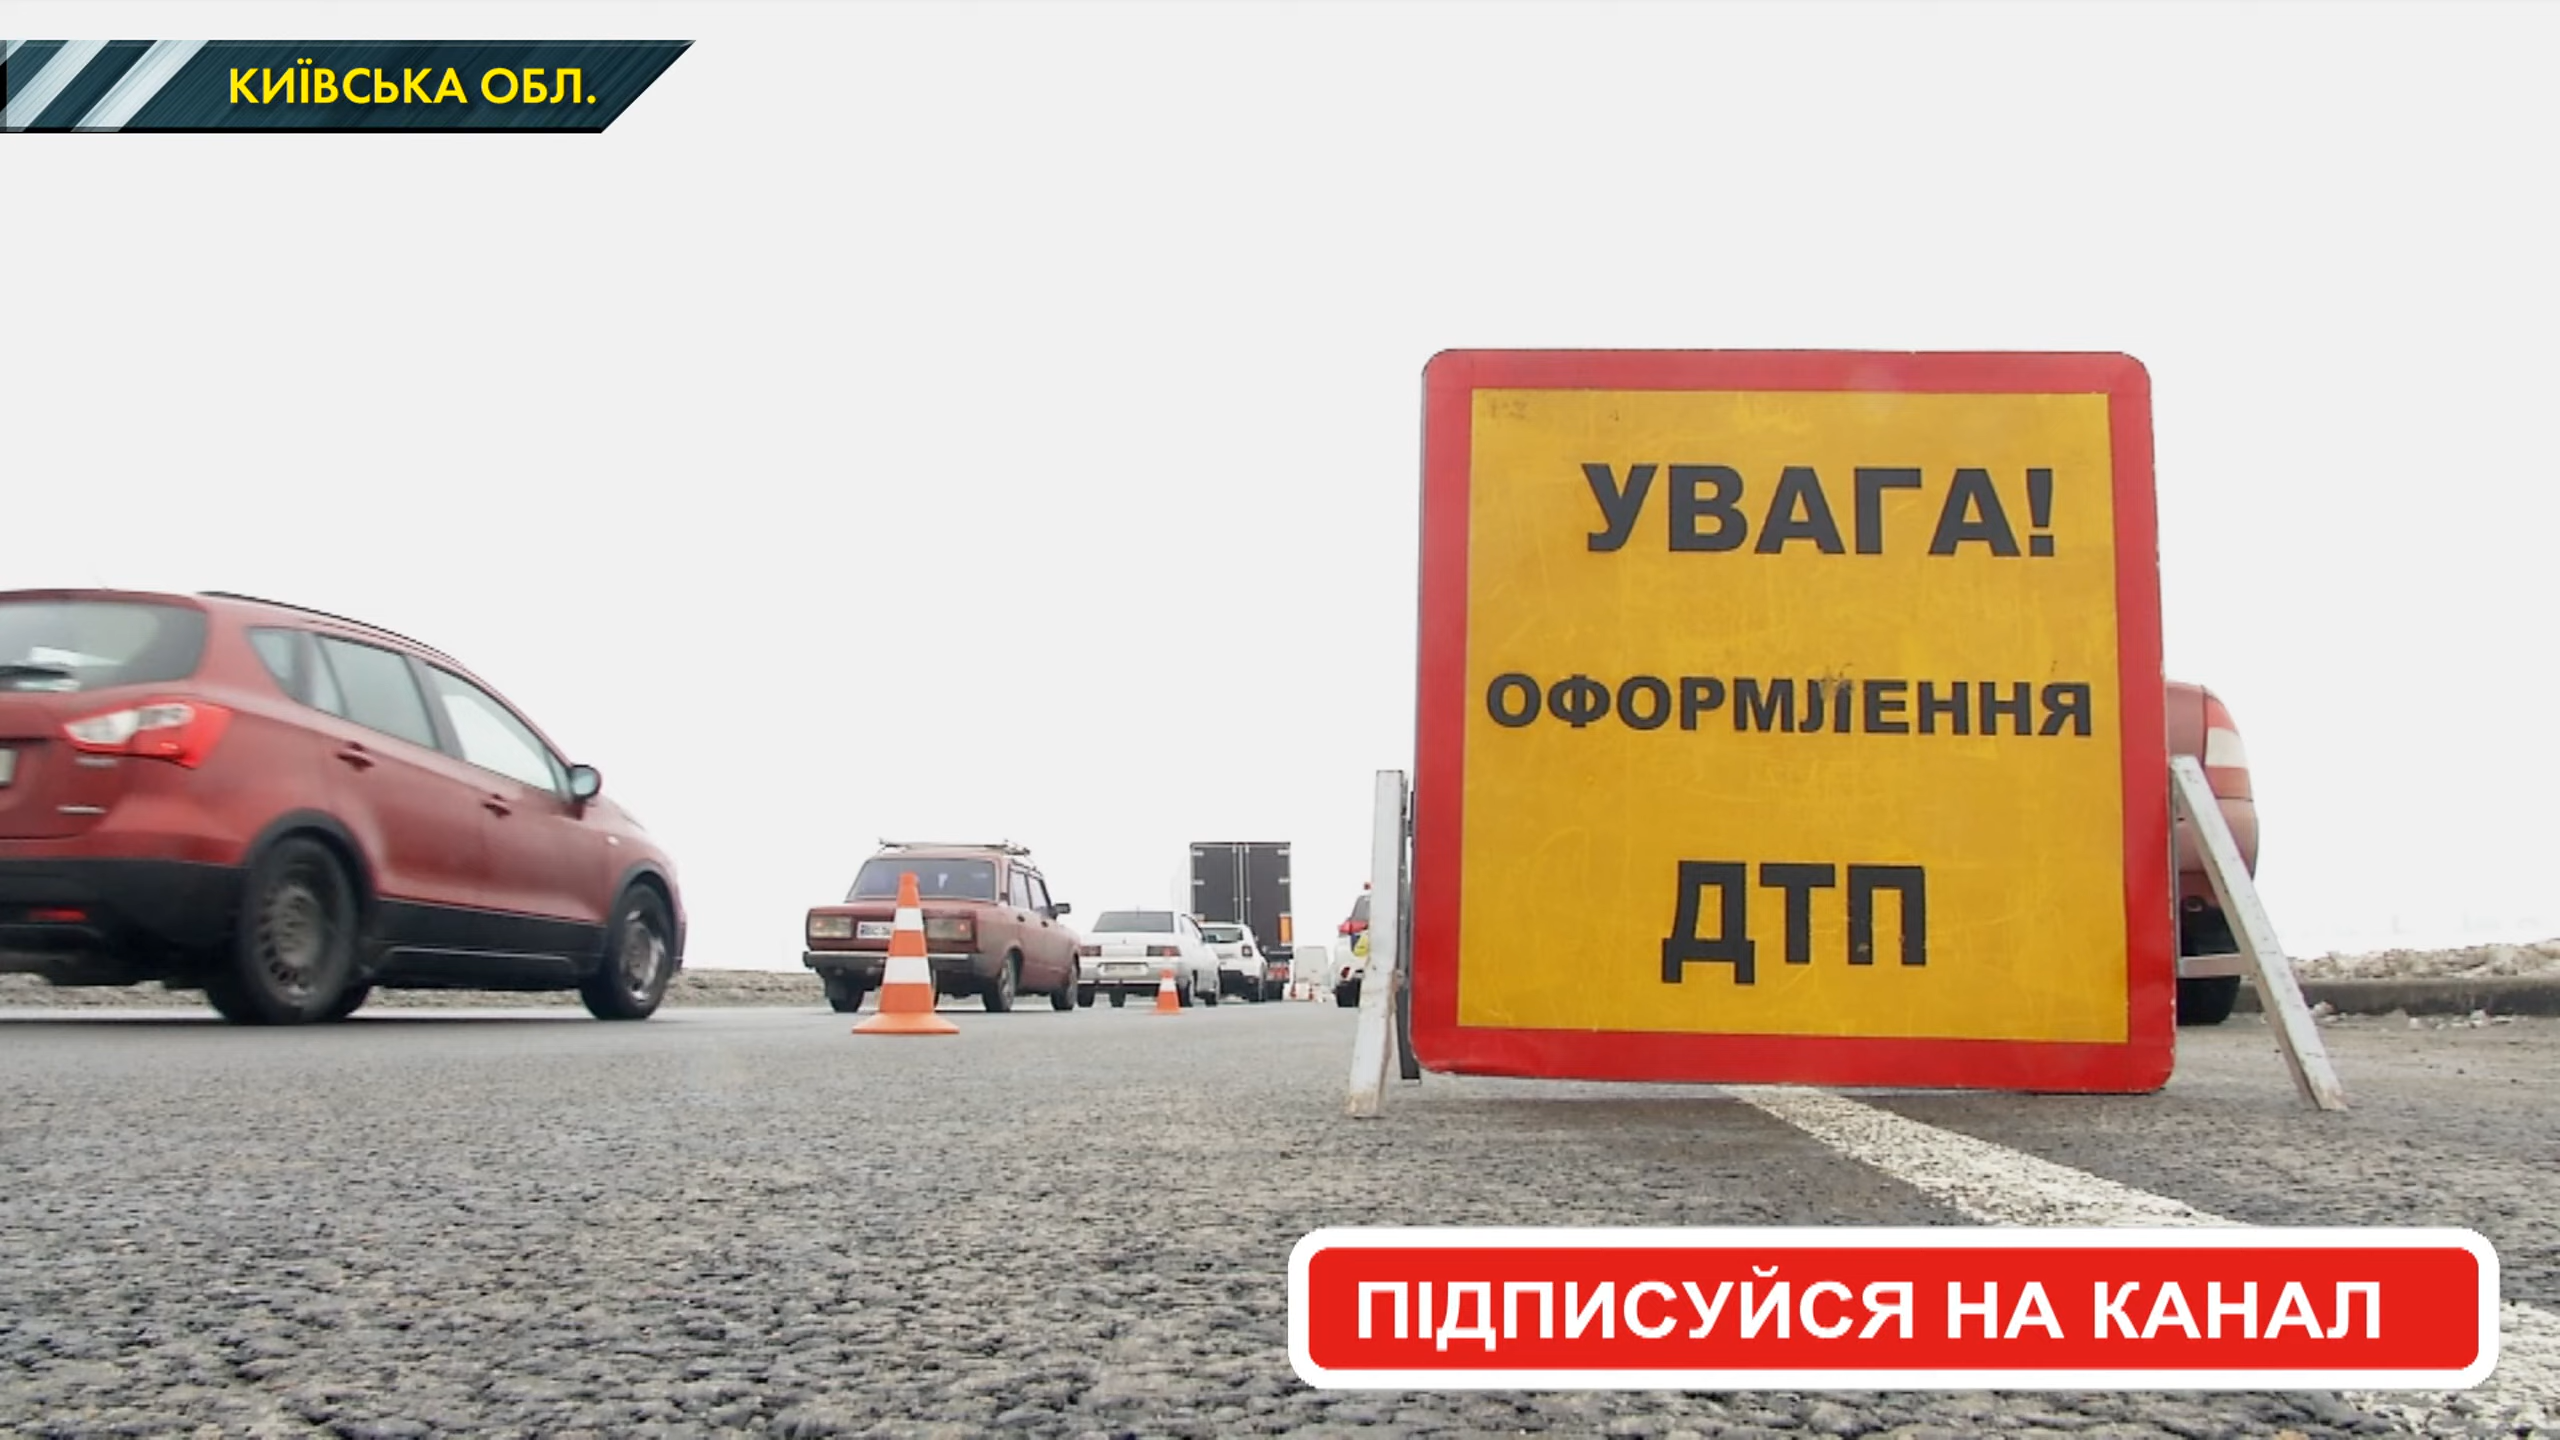 КИЇВСЬКА ОБЛ.
УВАГА!
ОФОРМЛЕННЯ
ДТП
ПІДПИСУЙСЯ НА КАНАЛ